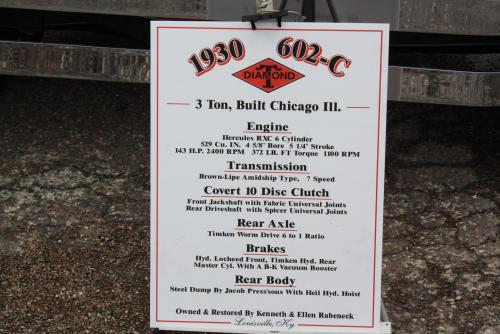 1930 602-C
DIAMOND T
3 Ton, Built Chicago Ill.
Engine
Hercules RXC 6 Cylinder
529 Cu. IN. 4 5/8" Bore 5 1/4" Stroke
143 H.P. 2400 RPM 372 LB. FT Torque 1100 RPM
Transmission
Brown-Lipe Amidship Type, 7 Speed
Covert 10 Disc Clutch
Front Jackshaft with Fabric Universal Joints
Rear Driveshaft with Spicer Universal Joints
Rear Axle
Timken Worm Drive 6 to 1 Ratio
Brakes
Hyd. Locheed Front, Timken Hyd. Rear
Master Cyl. With A B-K Vacuum Booster
Rear Body
Steel Dump By Jacob Press'sons With Heil Hyd. Hoist
Owned & Restored By Kenneth & Ellen Rabeneck
Louisville, Ky